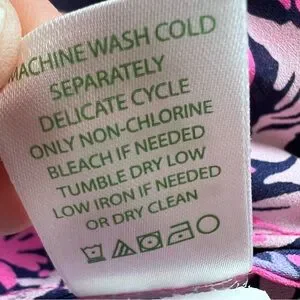 MACHINE WASH COLD
SEPARATELY
DELICATE CYCLE
ONLY NON-CHLORINE
BLEACH IF NEEDED
TUMBLE DRY LOW
LOW IRON IF NEEDED
OR DRY CLEAN